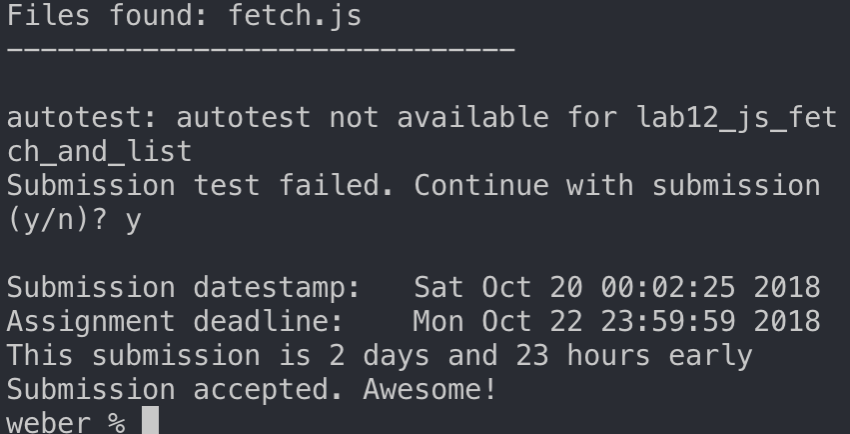 Files found: fetch.js
------------------------------
autotest: autotest not available for lab12_js_fet
ch_and_list
Submission test failed. Continue with submission
(y/n)? y
Submission datestamp:   Sat Oct 20 00:02:25 2018
Assignment deadline:    Mon Oct 22 23:59:59 2018
This submission is 2 days and 23 hours early
Submission accepted. Awesome!
weber %